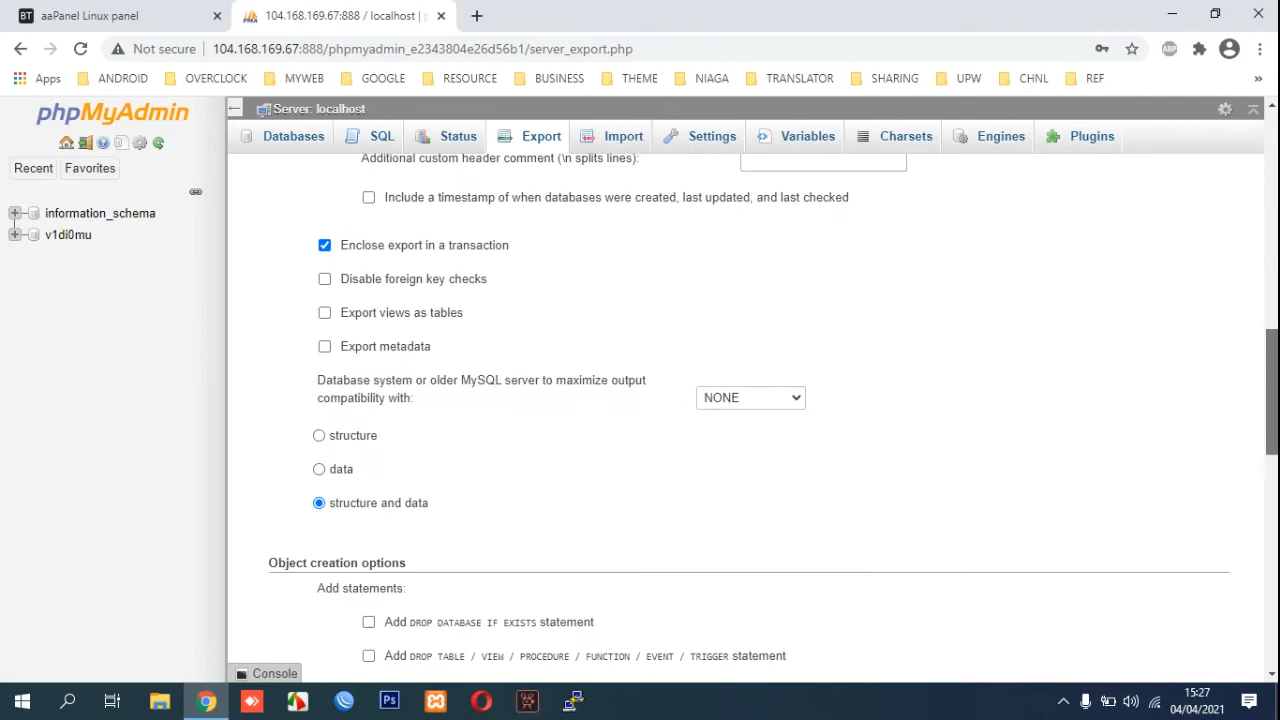 aaPanel Linux panel
104.168.169.67:888 / localhost | p
Not secure
104.168.169.67:888/phpmyadmin_e2343804e26d56b1/server_export.php
ABP
Apps
ANDROID
OVERCLOCK
MYWEB
GOOGLE
RESOURCE
BUSINESS
THEME
NIAGA
TRANSLATOR
SHARING
UPW
CHNL
REF
phpMyAdmin
Server: localhost
Databases
SQL
Status
Export
Import
Settings
Variables
Charsets
Engines
Plugins
Recent
Favorites
information_schema
v1di0mu
Additional custom header comment (\n splits lines):
Include a timestamp of when databases were created, last updated, and last checked
Enclose export in a transaction
Disable foreign key checks
Export views as tables
Export metadata
Database system or older MySQL server to maximize output
compatibility with:
NONE
structure
data
structure and data
Object creation options
Add statements:
Add DROP DATABASE IF EXISTS statement
Add DROP TABLE / VIEW / PROCEDURE / FUNCTION / EVENT / TRIGGER statement
Console
Ps
15:27
04/04/2021